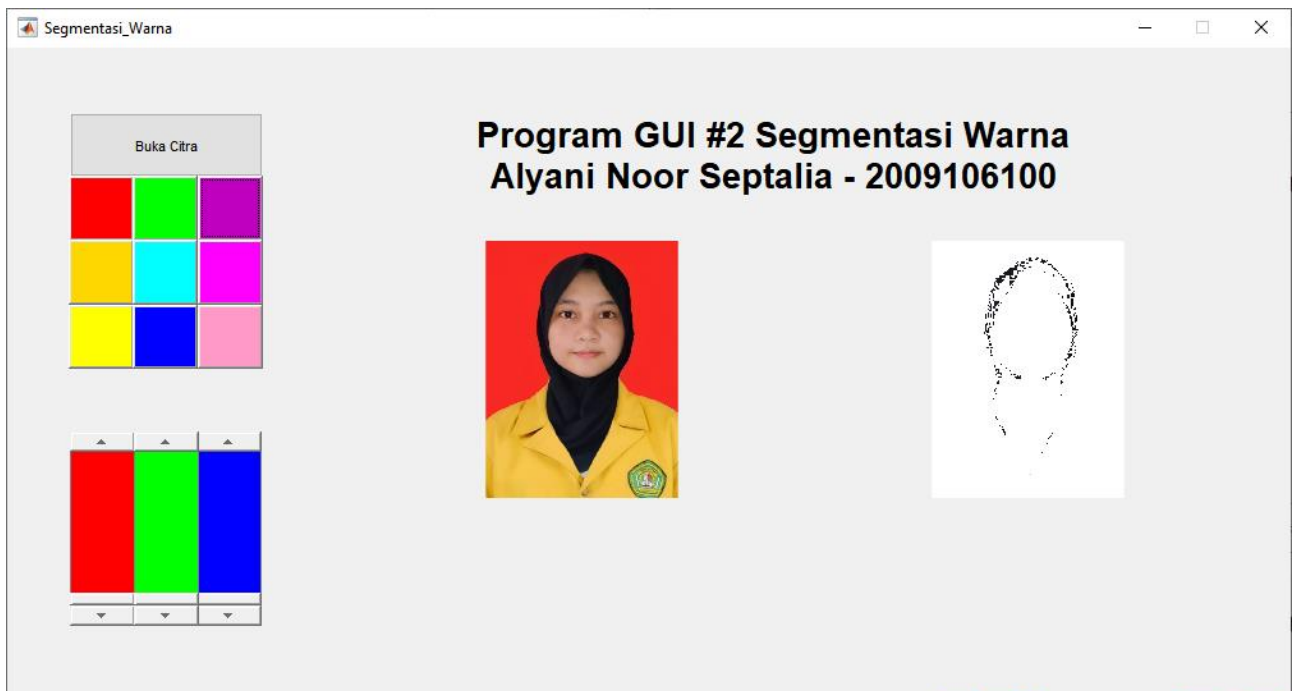 Segmentasi_Warna
Buka Citra
Program GUI #2 Segmentasi Warna
Alyani Noor Septalia - 2009106100